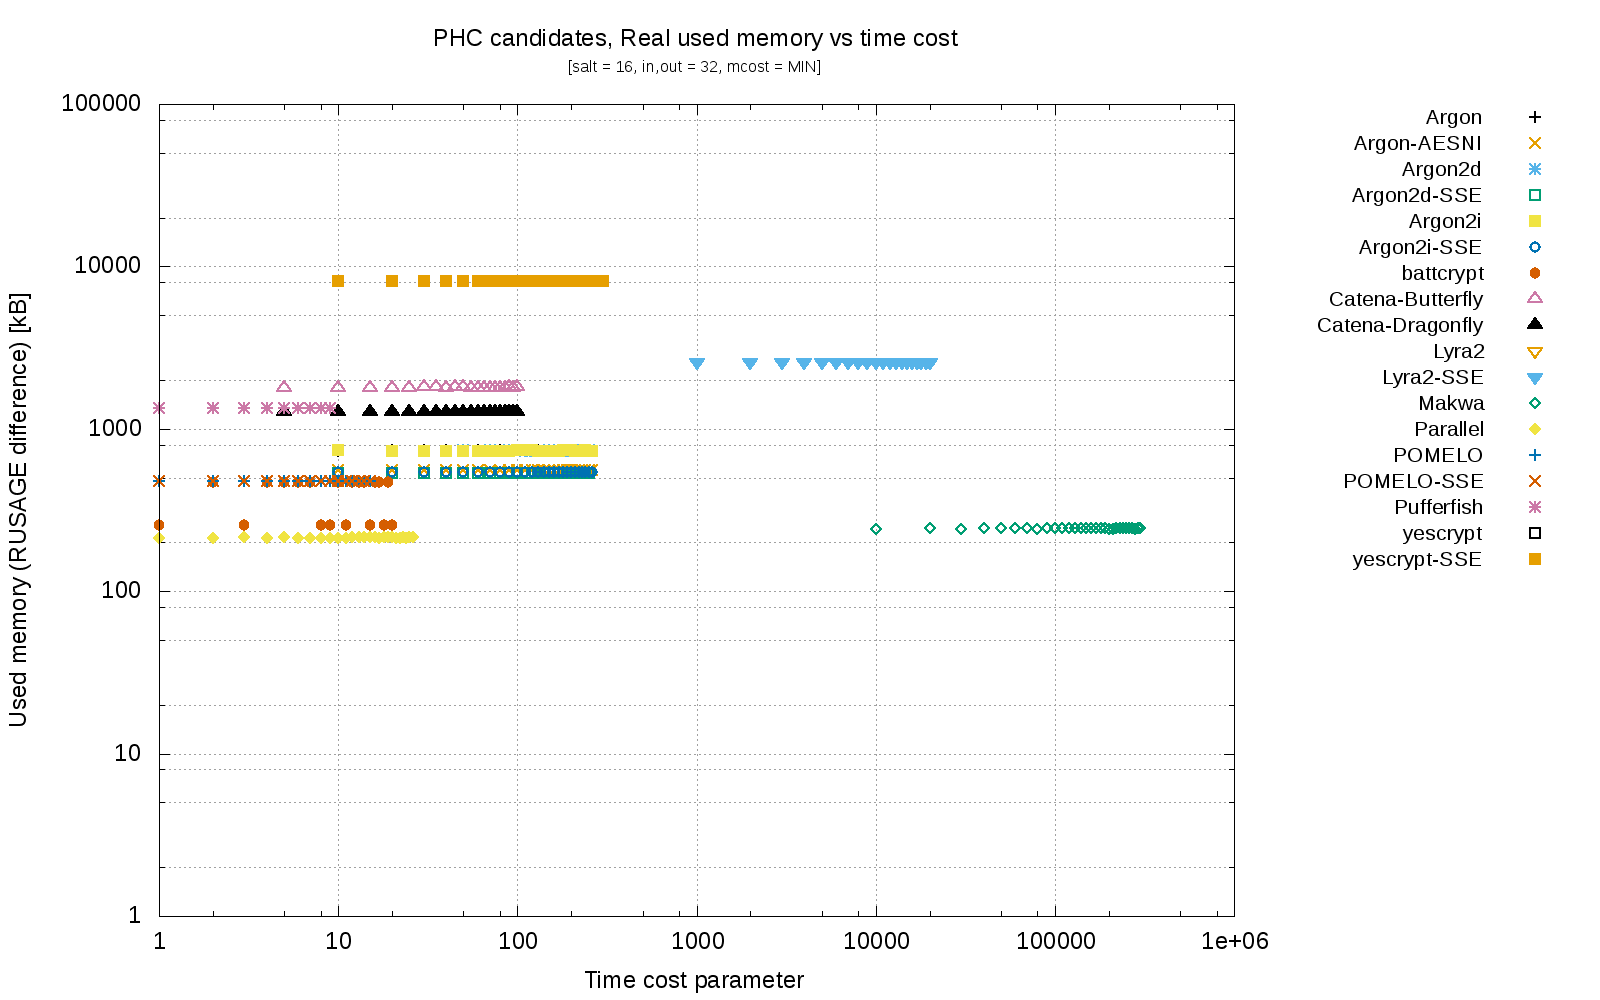 PHC candidates, Real used memory vs time cost
[salt = 16, in,out = 32, mcost = MIN]
Used memory (RUSAGE difference) [kB]
100000
10000
1000
100
10
1
1
10
100
1000
10000
100000
1e+06
Time cost parameter
Argon
Argon-AESNI
Argon2d
Argon2d-SSE
Argon2i
Argon2i-SSE
battcrypt
Catena-Butterfly
Catena-Dragonfly
Lyra2
Lyra2-SSE
Makwa
Parallel
POMELO
POMELO-SSE
Pufferfish
yescrypt
yescrypt-SSE